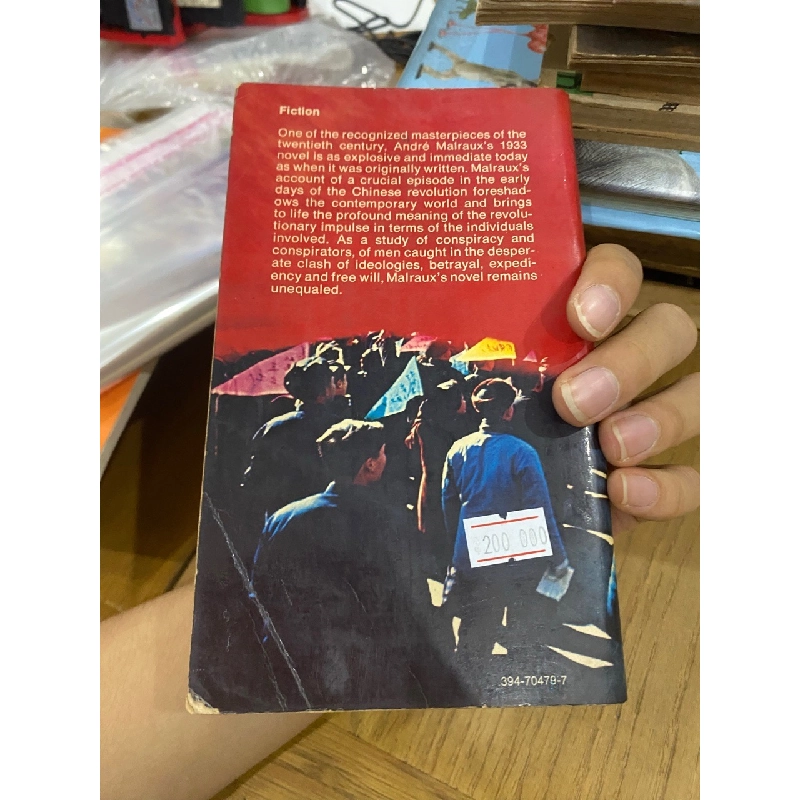 Fiction
One of the recognized masterpieces of the
twentieth century, André Malraux's 1933
novel is as explosive and immediate today
as when it was originally written. Malraux's
account of a crucial episode in the early
days of the Chinese revolution foreshad-
ows the contemporary world and brings
to life the profound meaning of the revolu-
tionary impulse in terms of the individuals
involved. As a study of conspiracy and
conspirators, of men caught in the desper-
ate clash of ideologies, betrayal, expedi-
ency and free will, Malraux's novel remains
unequaled.
200 000
394-70479-7